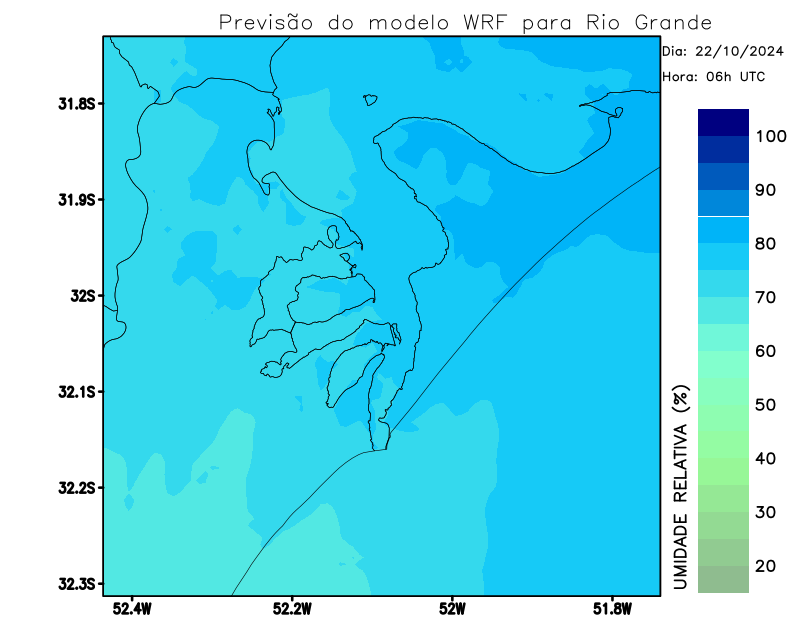 Previsão do modelo WRF para Rio Grande
Dia: 22/10/2024
Hora: 06h UTC
31.8S
31.9S
32S
32.1S
32.2S
32.3S
52.4W
52.2W
52W
51.8W
UMIDADE RELATIVA (%)
100
90
80
70
60
50
40
30
20